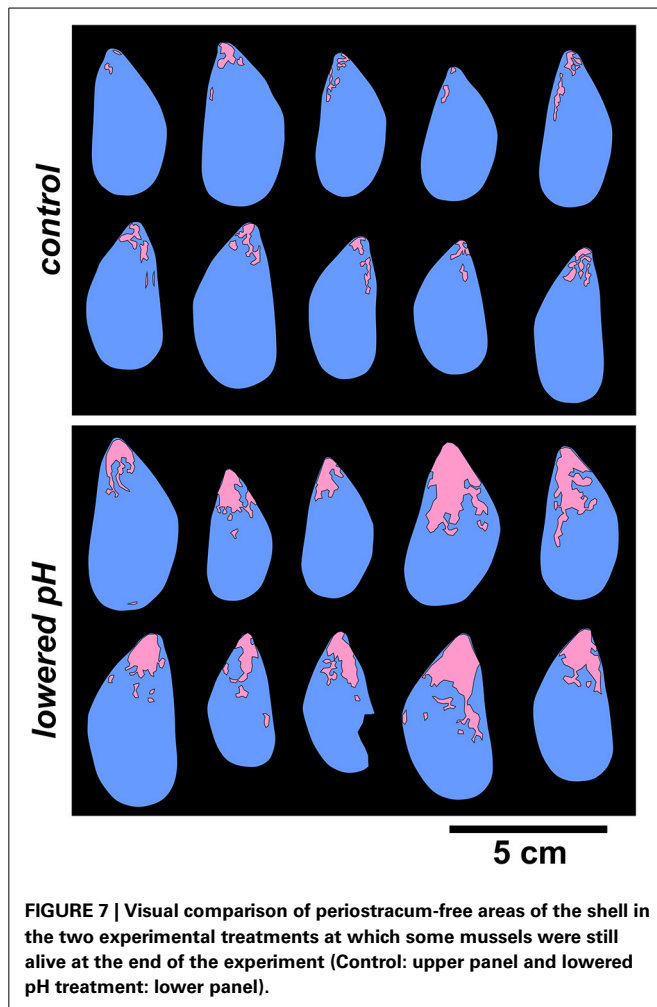 control
lowered pH
5 cm
FIGURE 7 | Visual comparison of periostracum-free areas of the shell in
the two experimental treatments at which some mussels were still
alive at the end of the experiment (Control: upper panel and lowered
pH treatment: lower panel).